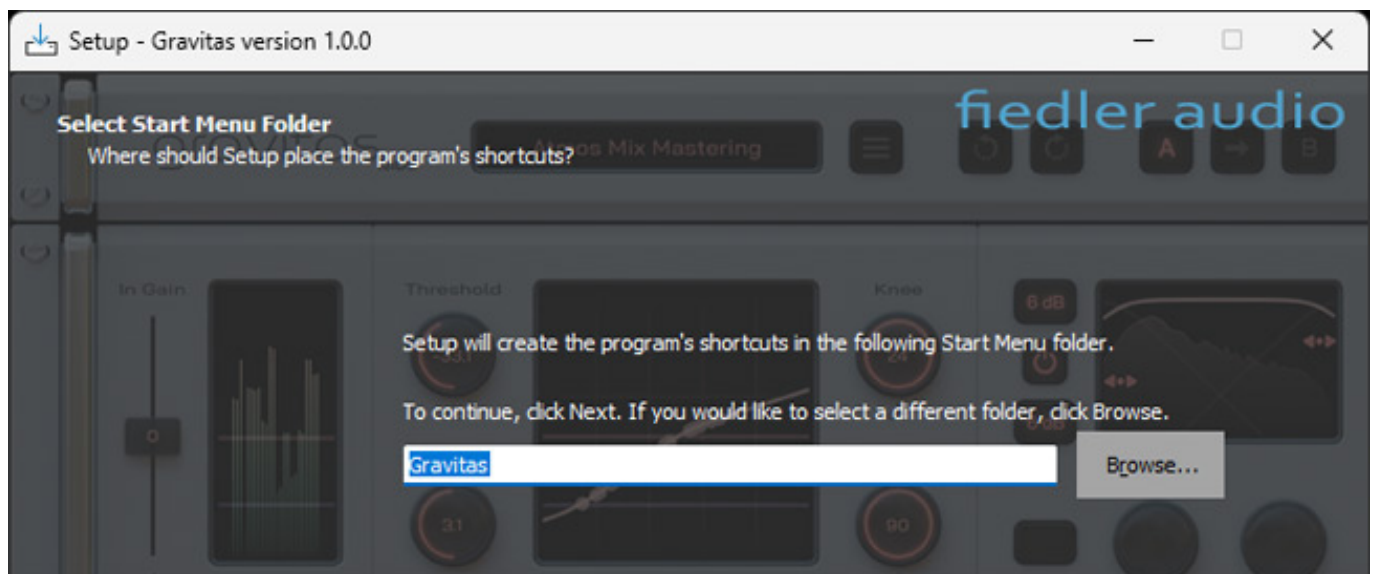 Setup - Gravitas version 1.0.0
fiedler audio
Select Start Menu Folder
Where should Setup place the program's shortcuts?
Mix Mastering
A
B
In Gain
Threshold
Knee
6 dB
24
Setup will create the program's shortcuts in the following Start Menu folder.
To continue, click Next. If you would like to select a different folder, click Browse.
0
Gravitas
Browse...
31
90